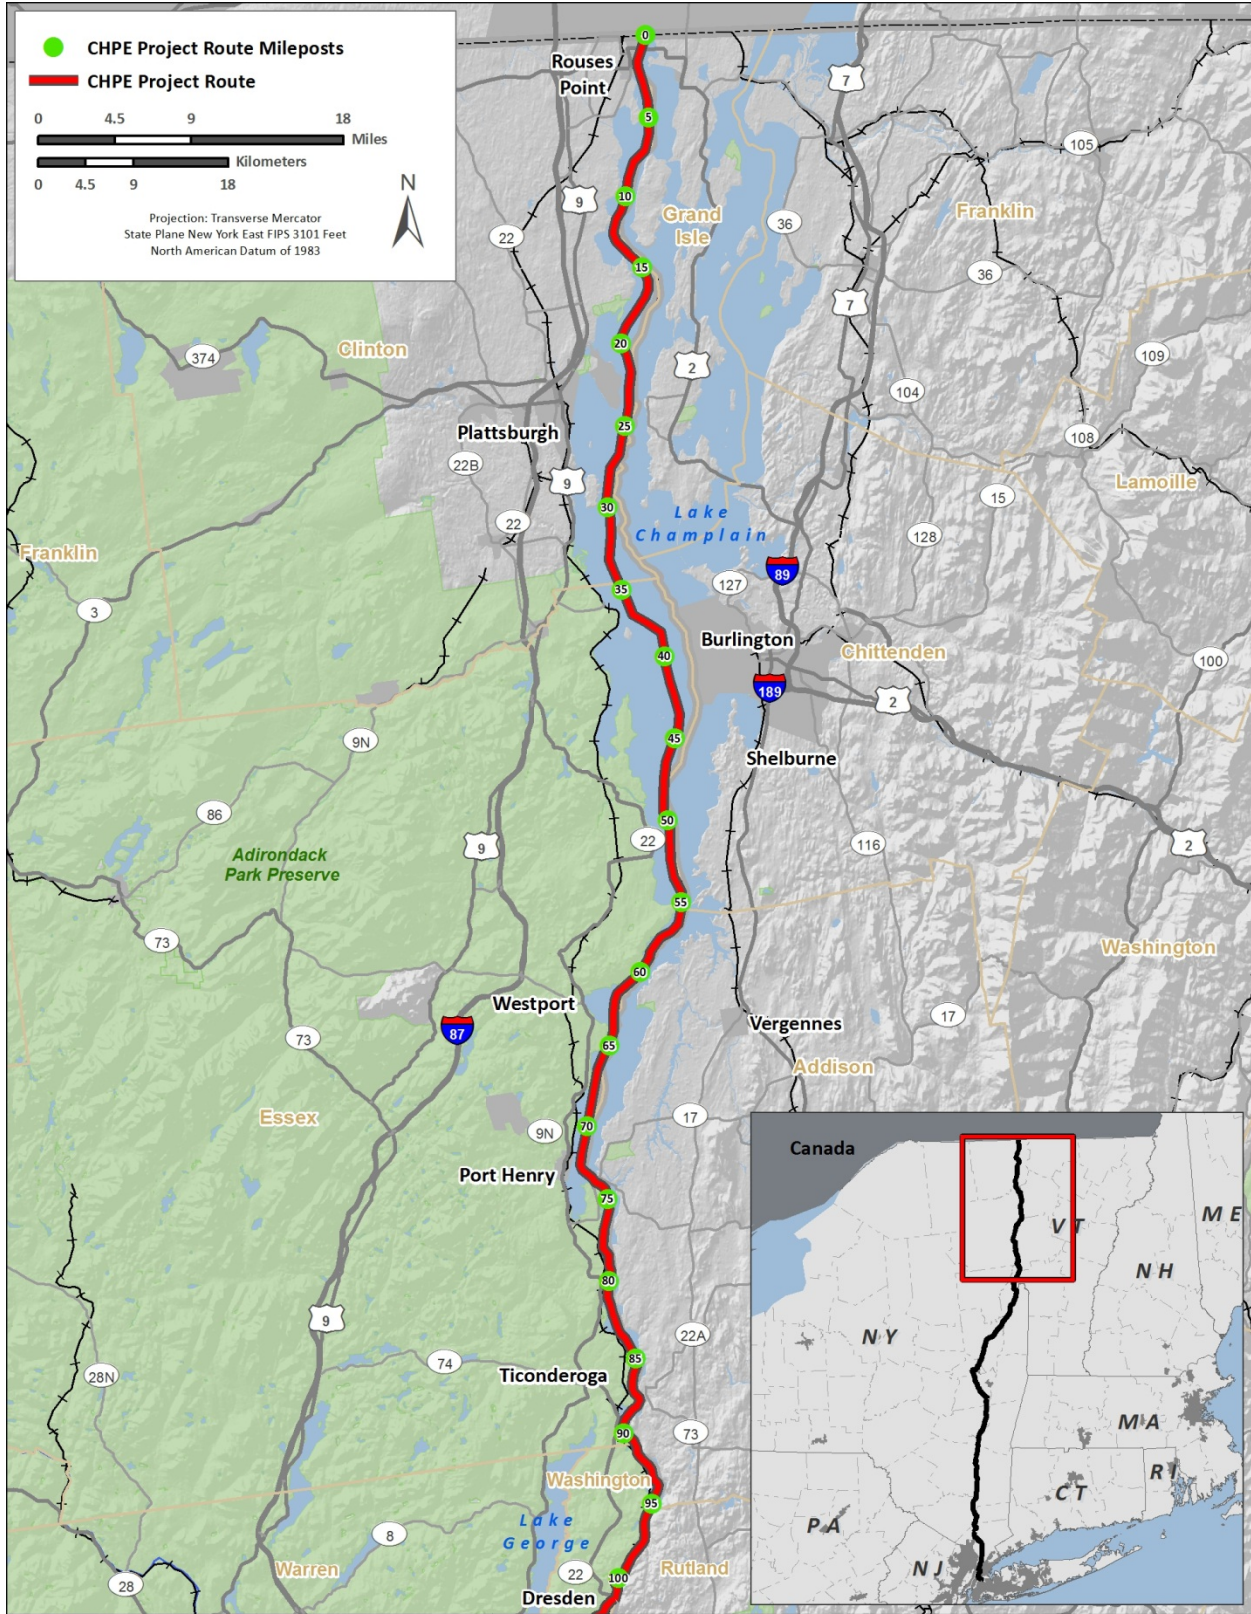 CHPE Project Route Mileposts
CHPE Project Route
0 4.5 9 18
Miles
Kilometers
0 4.5 9 18
N
Projection: Transverse Mercator
State Plane New York East FIPS 3101 Feet
North American Datum of 1983
0
Rouses
Point
7
5
105
9
10
Grand
Isle
36
Franklin
22
15
36
7
20
Clinton
374
2
109
104
25
Plattsburgh
108
22B
9
Lamoille
15
30
Lake
Champlain
22
128
Franklin
89
127
35
3
Burlington
40
Chittenden
100
189
2
9N
45
Shelburne
86
50
22
116
9
2
Adirondack
Park Preserve
55
73
Washington
60
Westport
17
Vergennes
87
73
65
Addison
Essex
17
70
9N
Port Henry
75
80
9
22A
85
74
Ticonderoga
28N
90
73
Washington
95
Lake
George
8
Warren
22
Rutland
100
28
Dresden
Canada
VT
ME
NH
NY
MA
RI
CT
PA
NJ